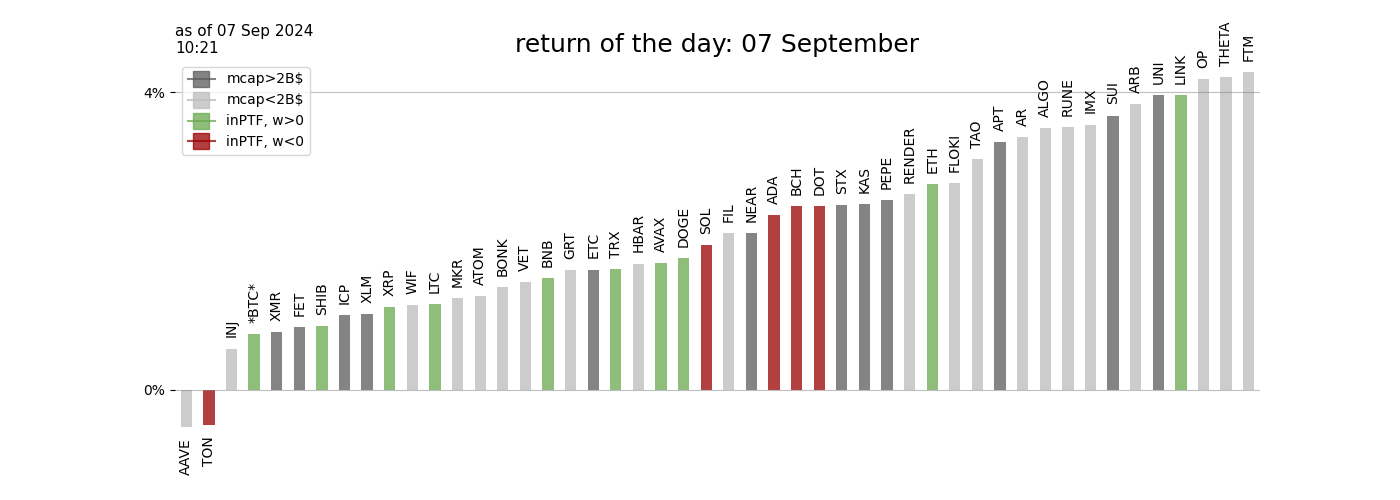 as of 07 Sep 2024
10:21
return of the day: 07 September
mcap>2B$
mcap<2B$
inPTF, w>0
inPTF, w<0
4%
0%
AAVE
TON
INJ
*BTC*
XMR
FET
SHIB
ICP
XLM
XRP
WIF
LTC
MKR
ATOM
BONK
VET
BNB
GRT
ETC
TRX
HBAR
AVAX
DOGE
SOL
FIL
NEAR
ADA
BCH
DOT
STX
KAS
PEPE
RENDER
ETH
FLOKI
TAO
APT
AR
ALGO
RUNE
IMX
SUI
ARB
UNI
LINK
OP
THETA
FTM